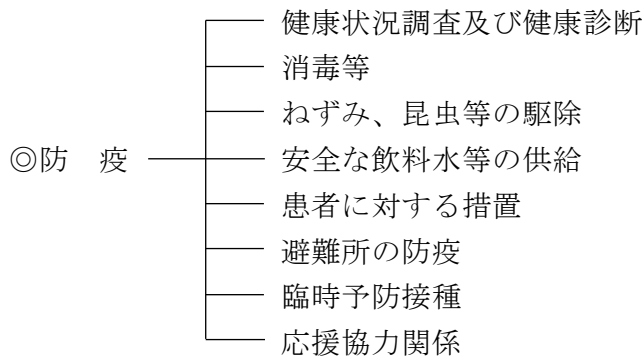 健康状況調査及び健康診断
消毒等
ねずみ、昆虫等の駆除
◎防　疫
安全な飲料水等の供給
患者に対する措置
避難所の防疫
臨時予防接種
応援協力関係